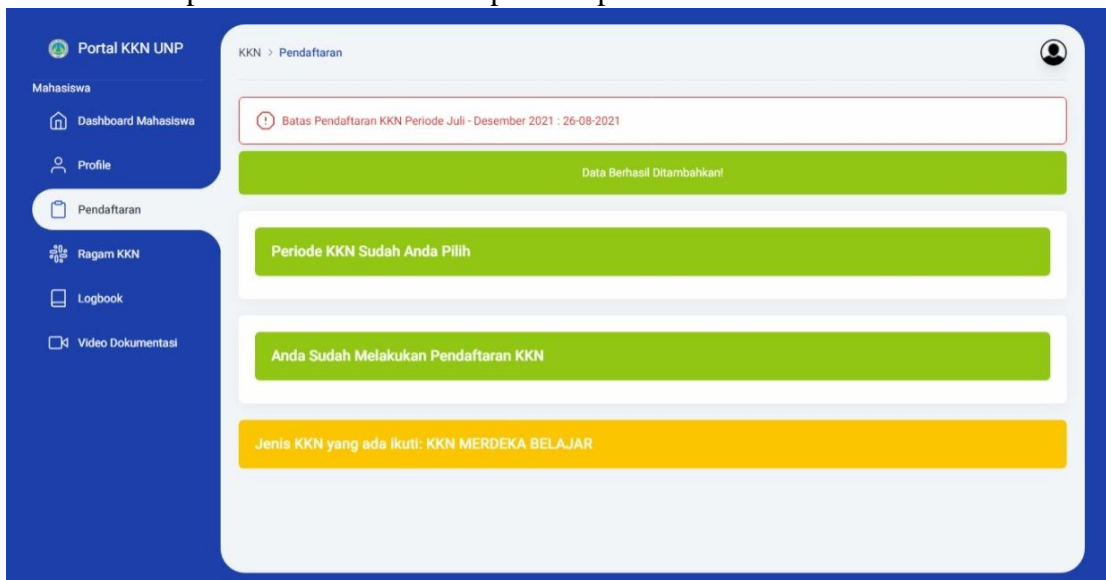 Portal KKN UNP
Mahasiswa
Dashboard Mahasiswa
Profile
Pendaftaran
Ragam KKN
Logbook
Video Dokumentasi
KKN > Pendaftaran
Batas Pendaftaran KKN Periode Juli - Desember 2021 : 26-08-2021
Data Berhasil Ditambahkan!
Periode KKN Sudah Anda Pilih
Anda Sudah Melakukan Pendaftaran KKN
Jenis KKN yang ada ikuti: KKN MERDEKA BELAJAR